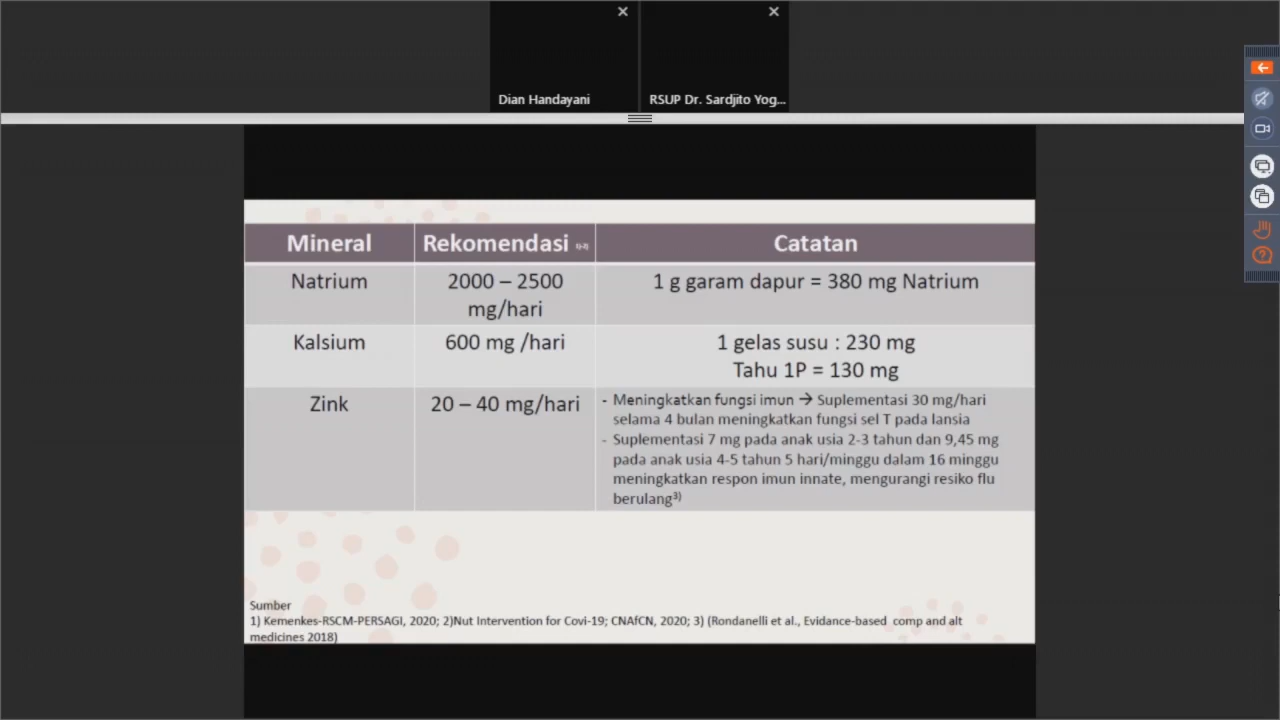 Dian Handayani
RSUP Dr. Sardjito Yog...
Mineral
Rekomendasi 1)-2)
Catatan
Natrium
2000 – 2500
mg/hari
1 g garam dapur = 380 mg Natrium
Kalsium
600 mg /hari
1 gelas susu : 230 mg
Tahu 1P = 130 mg
Zink
20 – 40 mg/hari
- Meningkatkan fungsi imun → Suplementasi 30 mg/hari
selama 4 bulan meningkatkan fungsi sel T pada lansia
- Suplementasi 7 mg pada anak usia 2-3 tahun dan 9,45 mg
pada anak usia 4-5 tahun 5 hari/minggu dalam 16 minggu
meningkatkan respon imun innate, mengurangi resiko flu
berulang3)
Sumber
1) Kemenkes-RSCM-PERSAGI, 2020; 2)Nut Intervention for Covi-19; CNAfCN, 2020; 3) (Rondanelli et al., Evidance-based comp and alt
medicines 2018)